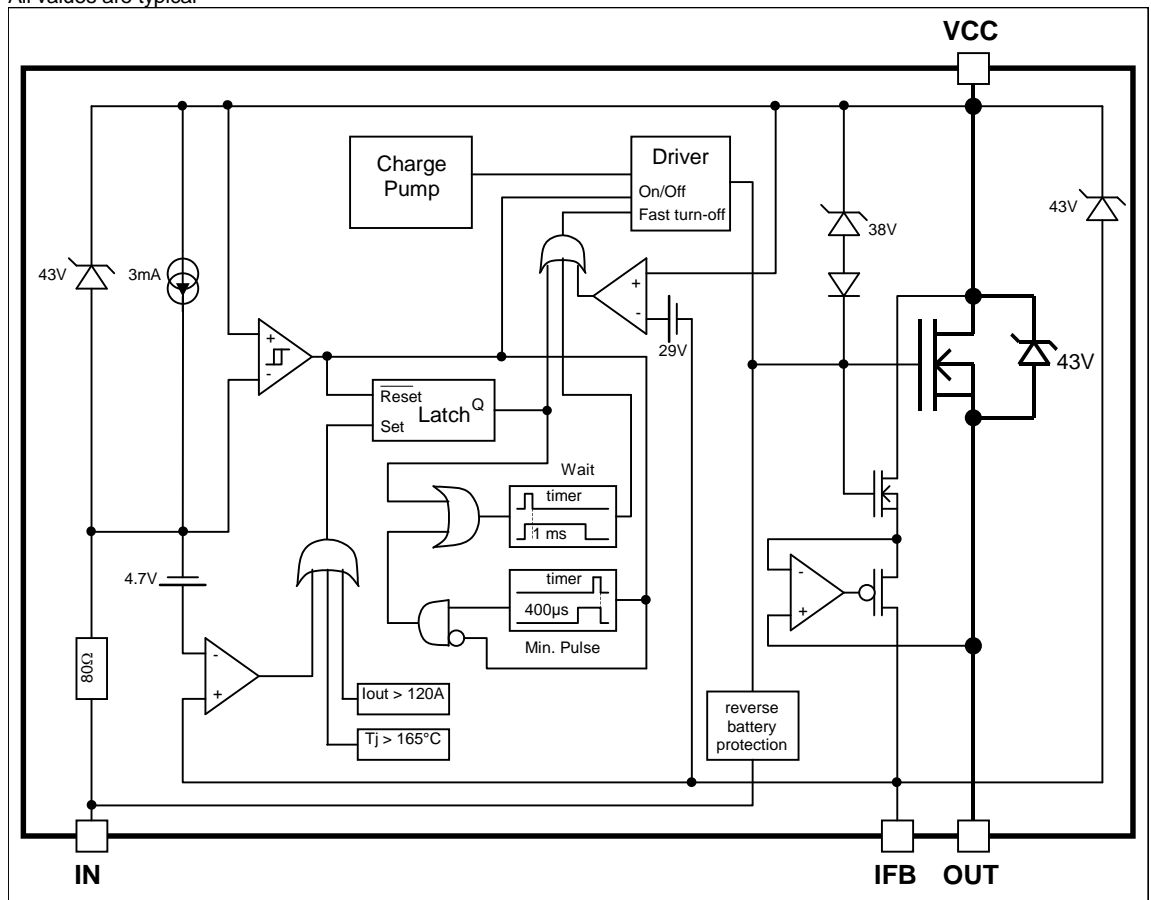 All values are typical
VCC
Charge
Pump
Driver
On/Off
Fast turn-off
43V
38V
43V
3mA
+
-
29V
+
-
43V
Reset
Latch
Q
Set
Wait
timer
1 ms
4.7V
timer
400µs
Min. Pulse
-
+
80Ω
-
+
Iout > 120A
Tj > 165°C
reverse
battery
protection
IN
IFB
OUT